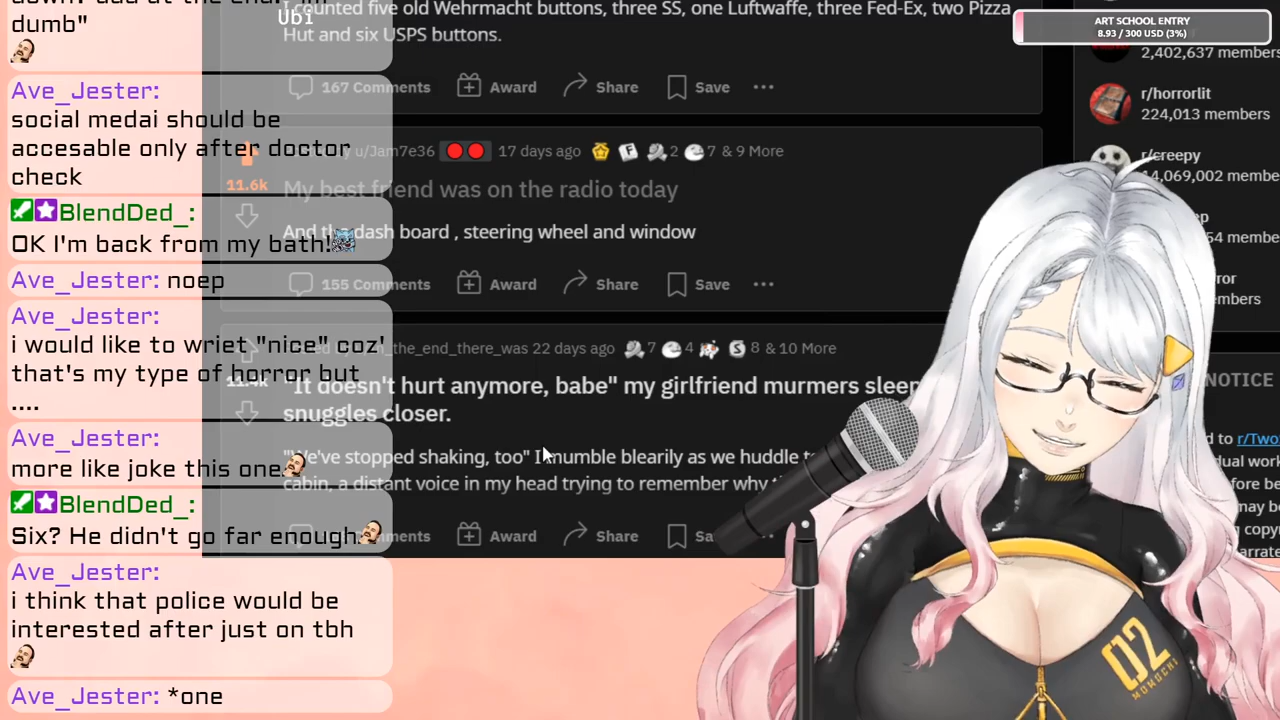 dumb"
Ave_Jester:
social medai should be
accesable only after doctor
check
BlendDed_:
OK I'm back from my bath!
Ave_Jester: noep
Ave_Jester:
i would like to wriet "nice" coz'
that's my type of horror but
....
Ave_Jester:
more like joke this one
BlendDed_:
Six? He didn't go far enough.
Ave_Jester:
i think that police would be
interested after just on tbh
Ave_Jester: *one
Ubi
I counted five old Wehrmacht buttons, three SS, one Luftwaffe, three Fed-Ex, two Pizza
Hut and six USPS buttons.
167 Comments Award Share Save
u/Jam7e36 17 days ago 2 7 & 9 More
11.6k
My best friend was on the radio today
And the dash board , steering wheel and window
155 Comments Award Share Save
the_end_there_was 22 days ago 7 4 8 & 10 More
"It doesn't hurt anymore, babe" my girlfriend murmers
snuggles closer.
"We've stopped shaking, too" I mumble blearily as we huddle
cabin, a distant voice in my head trying to remember why
Award Share
ART SCHOOL ENTRY
8.93 / 300 USD (3%)
2,402,637 members
r/horrorlit
224,013 members
r/creepy
14,069,002
NOTICE
r/Two
02
MOMOCHI